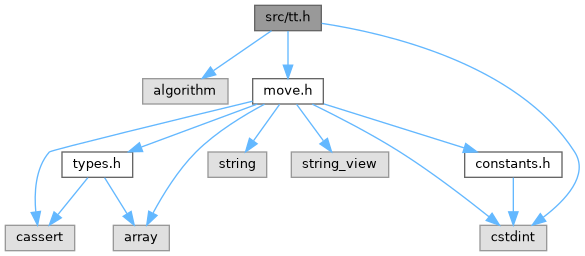 src/tt.h
algorithm
move.h
types.h
string
string_view
constants.h
cassert
array
cstdint